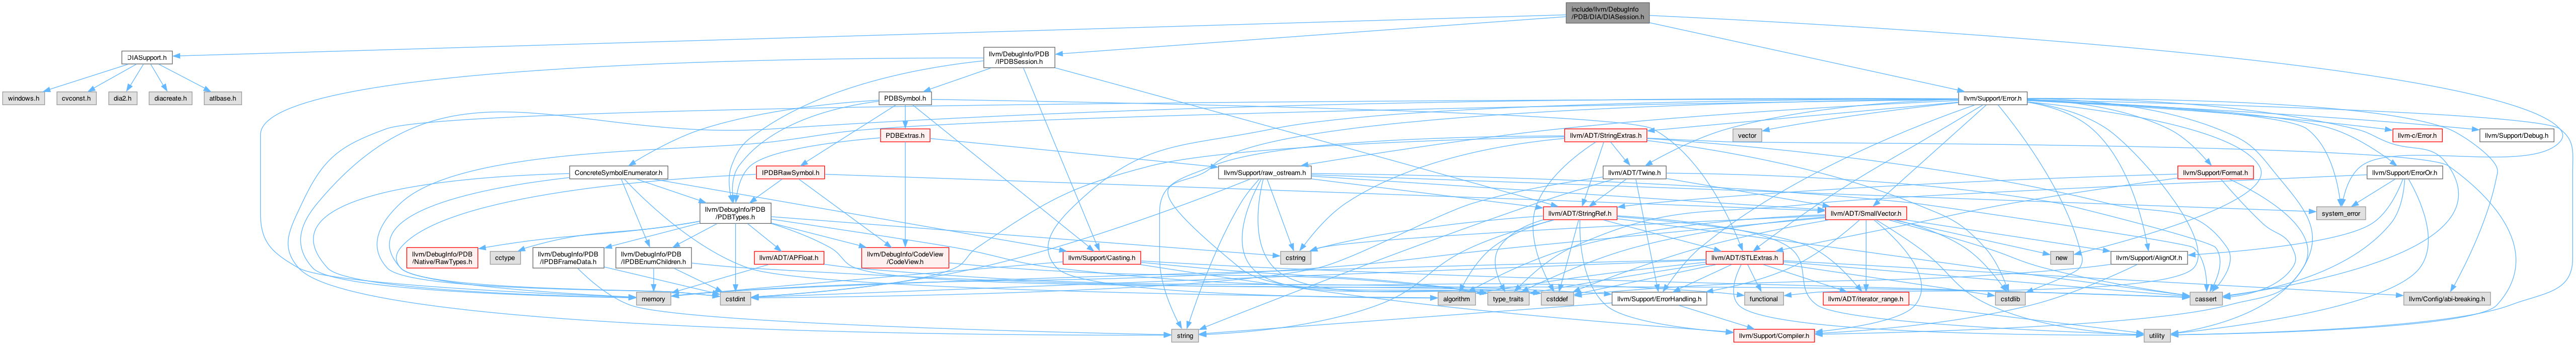 include/llvm/DebugInfo
/PDB/DIA/DIASession.h
DIASupport.h
llvm/DebugInfo/PDB
/IPDBSession.h
windows.h
cvconst.h
dia2.h
diacreate.h
atlbase.h
PDBSymbol.h
llvm/Support/Error.h
PDBExtras.h
llvm/ADT/StringExtras.h
vector
llvm-c/Error.h
llvm/Support/Debug.h
ConcreteSymbolEnumerator.h
IPDBRawSymbol.h
llvm/Support/raw_ostream.h
llvm/ADT/Twine.h
llvm/Support/Format.h
llvm/Support/ErrorOr.h
llvm/DebugInfo/PDB
/PDBTypes.h
llvm/ADT/StringRef.h
llvm/ADT/SmallVector.h
system_error
llvm/DebugInfo/PDB
/Native/RawTypes.h
cctype
llvm/DebugInfo/PDB
/IPDBFrameData.h
llvm/DebugInfo/PDB
/IPDBEnumChildren.h
llvm/ADT/APFloat.h
llvm/DebugInfo/CodeView
/CodeView.h
llvm/Support/Casting.h
cstring
llvm/ADT/STLExtras.h
new
llvm/Support/AlignOf.h
memory
cstdint
algorithm
type_traits
cstddef
llvm/Support/ErrorHandling.h
functional
llvm/ADT/iterator_range.h
cstdlib
cassert
llvm/Config/abi-breaking.h
string
llvm/Support/Compiler.h
utility